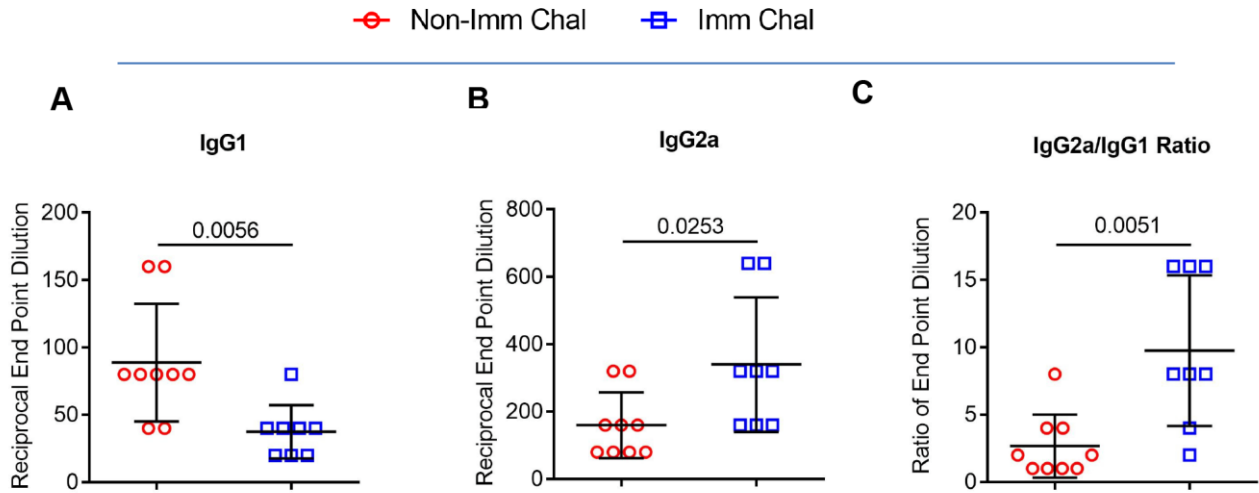 Non-Imm Chal Imm Chal
A
IgG1
Reciprocal End Point Dilution
200
150
100
50
0
0.0056
B
IgG2a
Reciprocal End Point Dilution
800
600
400
200
0
0.0253
C
IgG2a/IgG1 Ratio
Ratio of End Point Dilution
20
15
10
5
0
0.0051